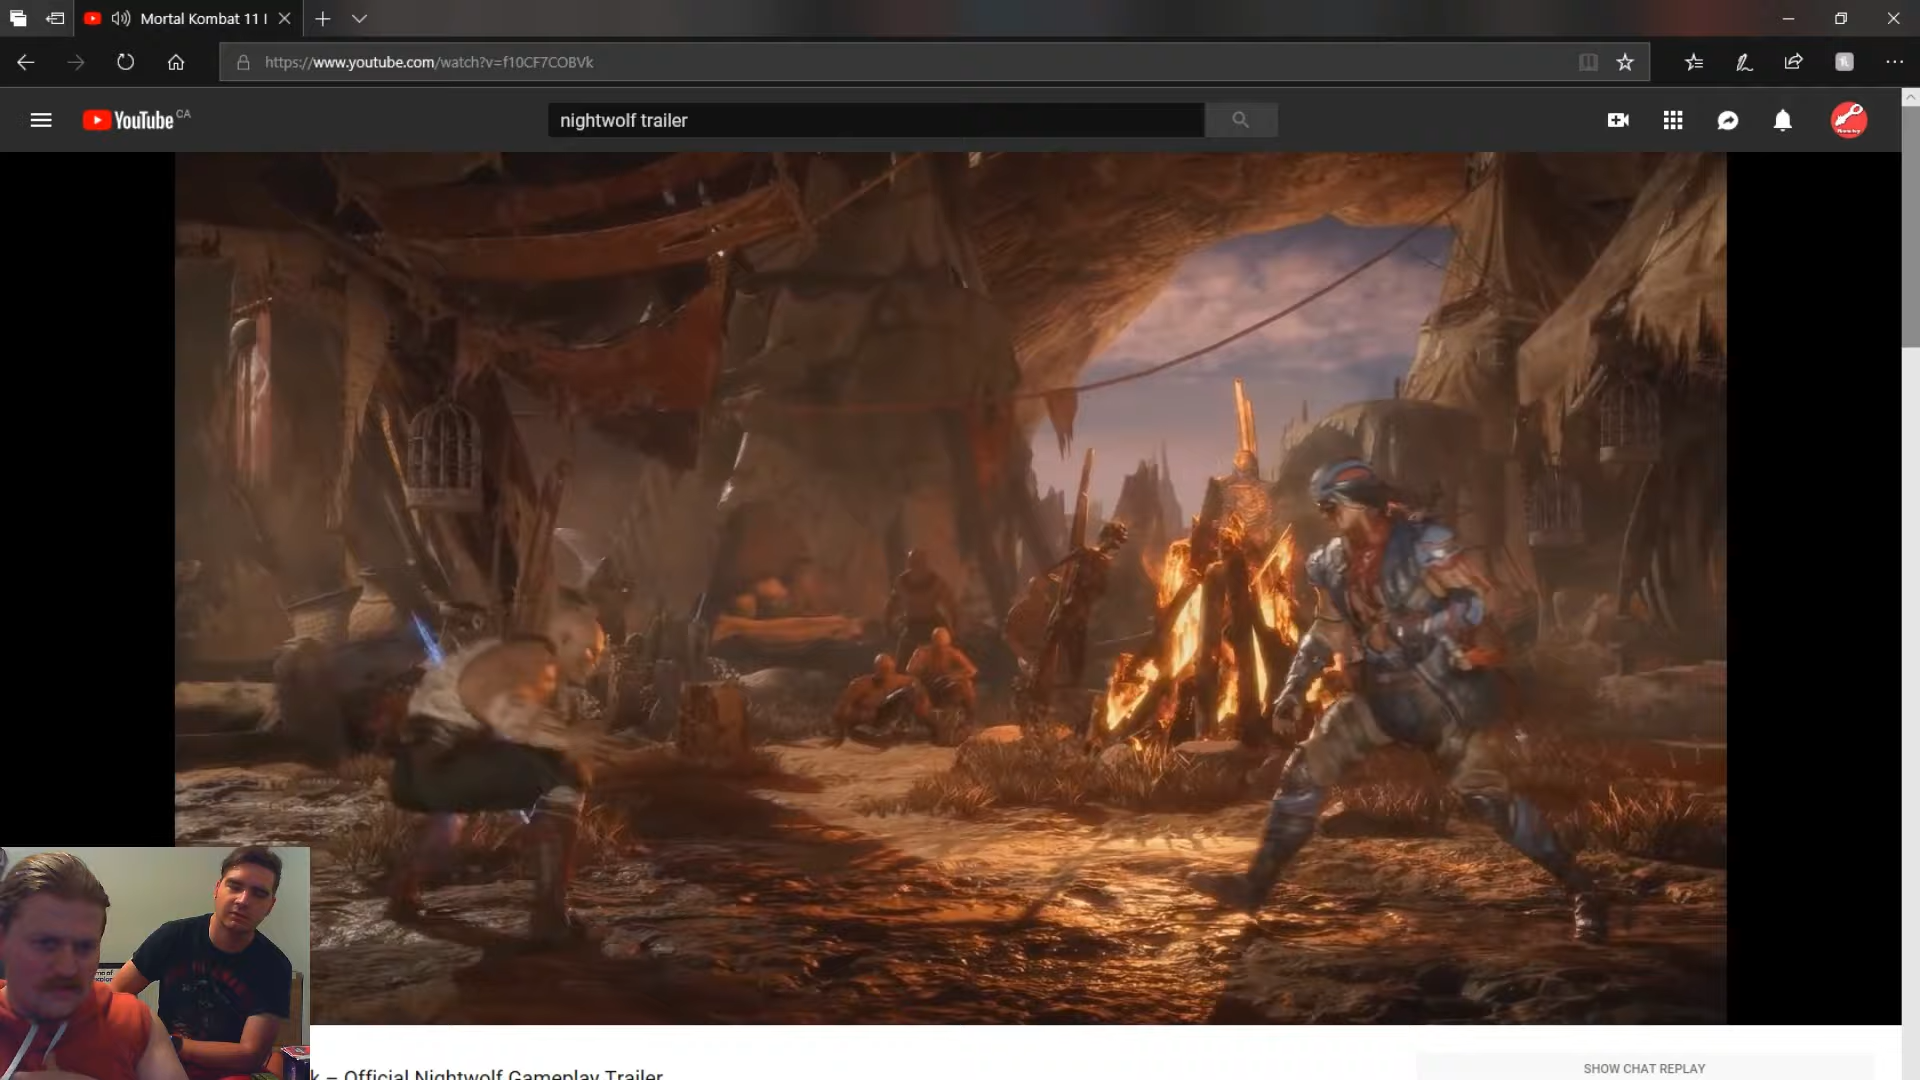 Mortal Kombat 11
https://www.youtube.com/watch?v=f10CF7COBVk
YouTube CA
nightwolf trailer
k – Official Nightwolf Gameplay Trailer
SHOW CHAT REPLAY